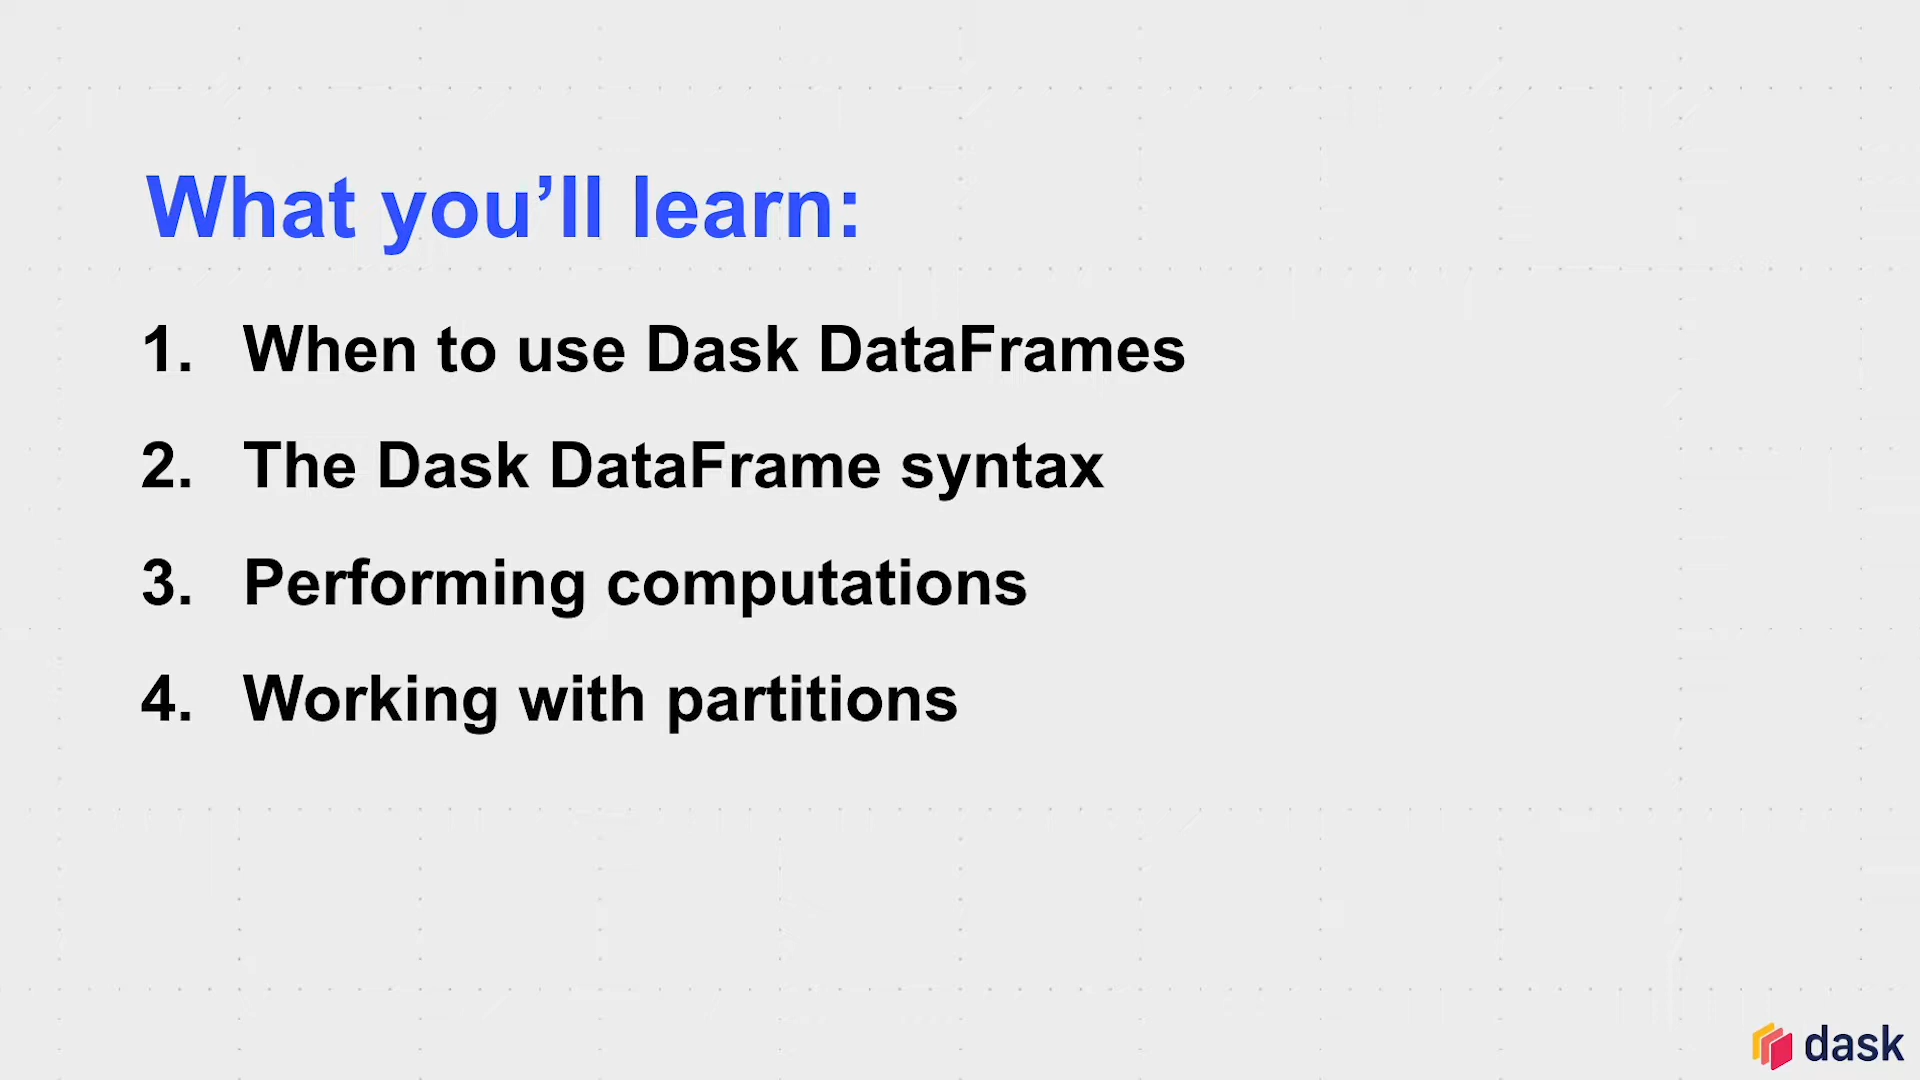 What you’ll learn:
1. When to use Dask DataFrames
2. The Dask DataFrame syntax
3. Performing computations
4. Working with partitions
dask